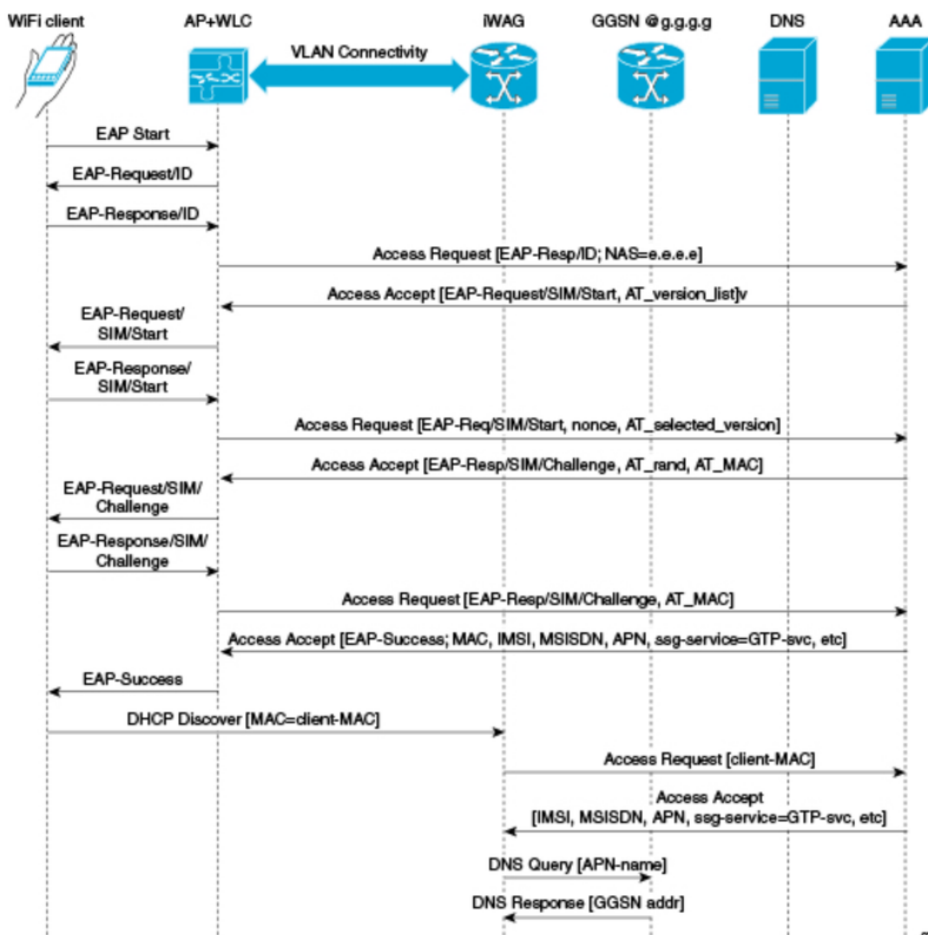 WiFi client
AP+WLC
iWAG
GGSN @g.g.g.g
DNS
AAA
VLAN Connectivity
EAP Start
EAP-Request/ID
EAP-Response/ID
Access Request [EAP-Resp/ID; NAS=e.e.e.e]
Access Accept [EAP-Request/SIM/Start, AT_version_list]v
EAP-Request/
SIM/Start
EAP-Response/
SIM/Start
Access Request [EAP-Req/SIM/Start, nonce, AT_selected_version]
Access Accept [EAP-Resp/SIM/Challenge, AT_rand, AT_MAC]
EAP-Request/SIM/
Challenge
EAP-Response/SIM/
Challenge
Access Request [EAP-Resp/SIM/Challenge, AT_MAC]
Access Accept [EAP-Success; MAC, IMSI, MSISDN, APN, ssg-service=GTP-svc, etc]
EAP-Success
DHCP Discover [MAC=client-MAC]
Access Request [client-MAC]
Access Accept
[IMSI, MSISDN, APN, ssg-service=GTP-svc, etc]
DNS Query [APN-name]
DNS Response [GGSN addr]